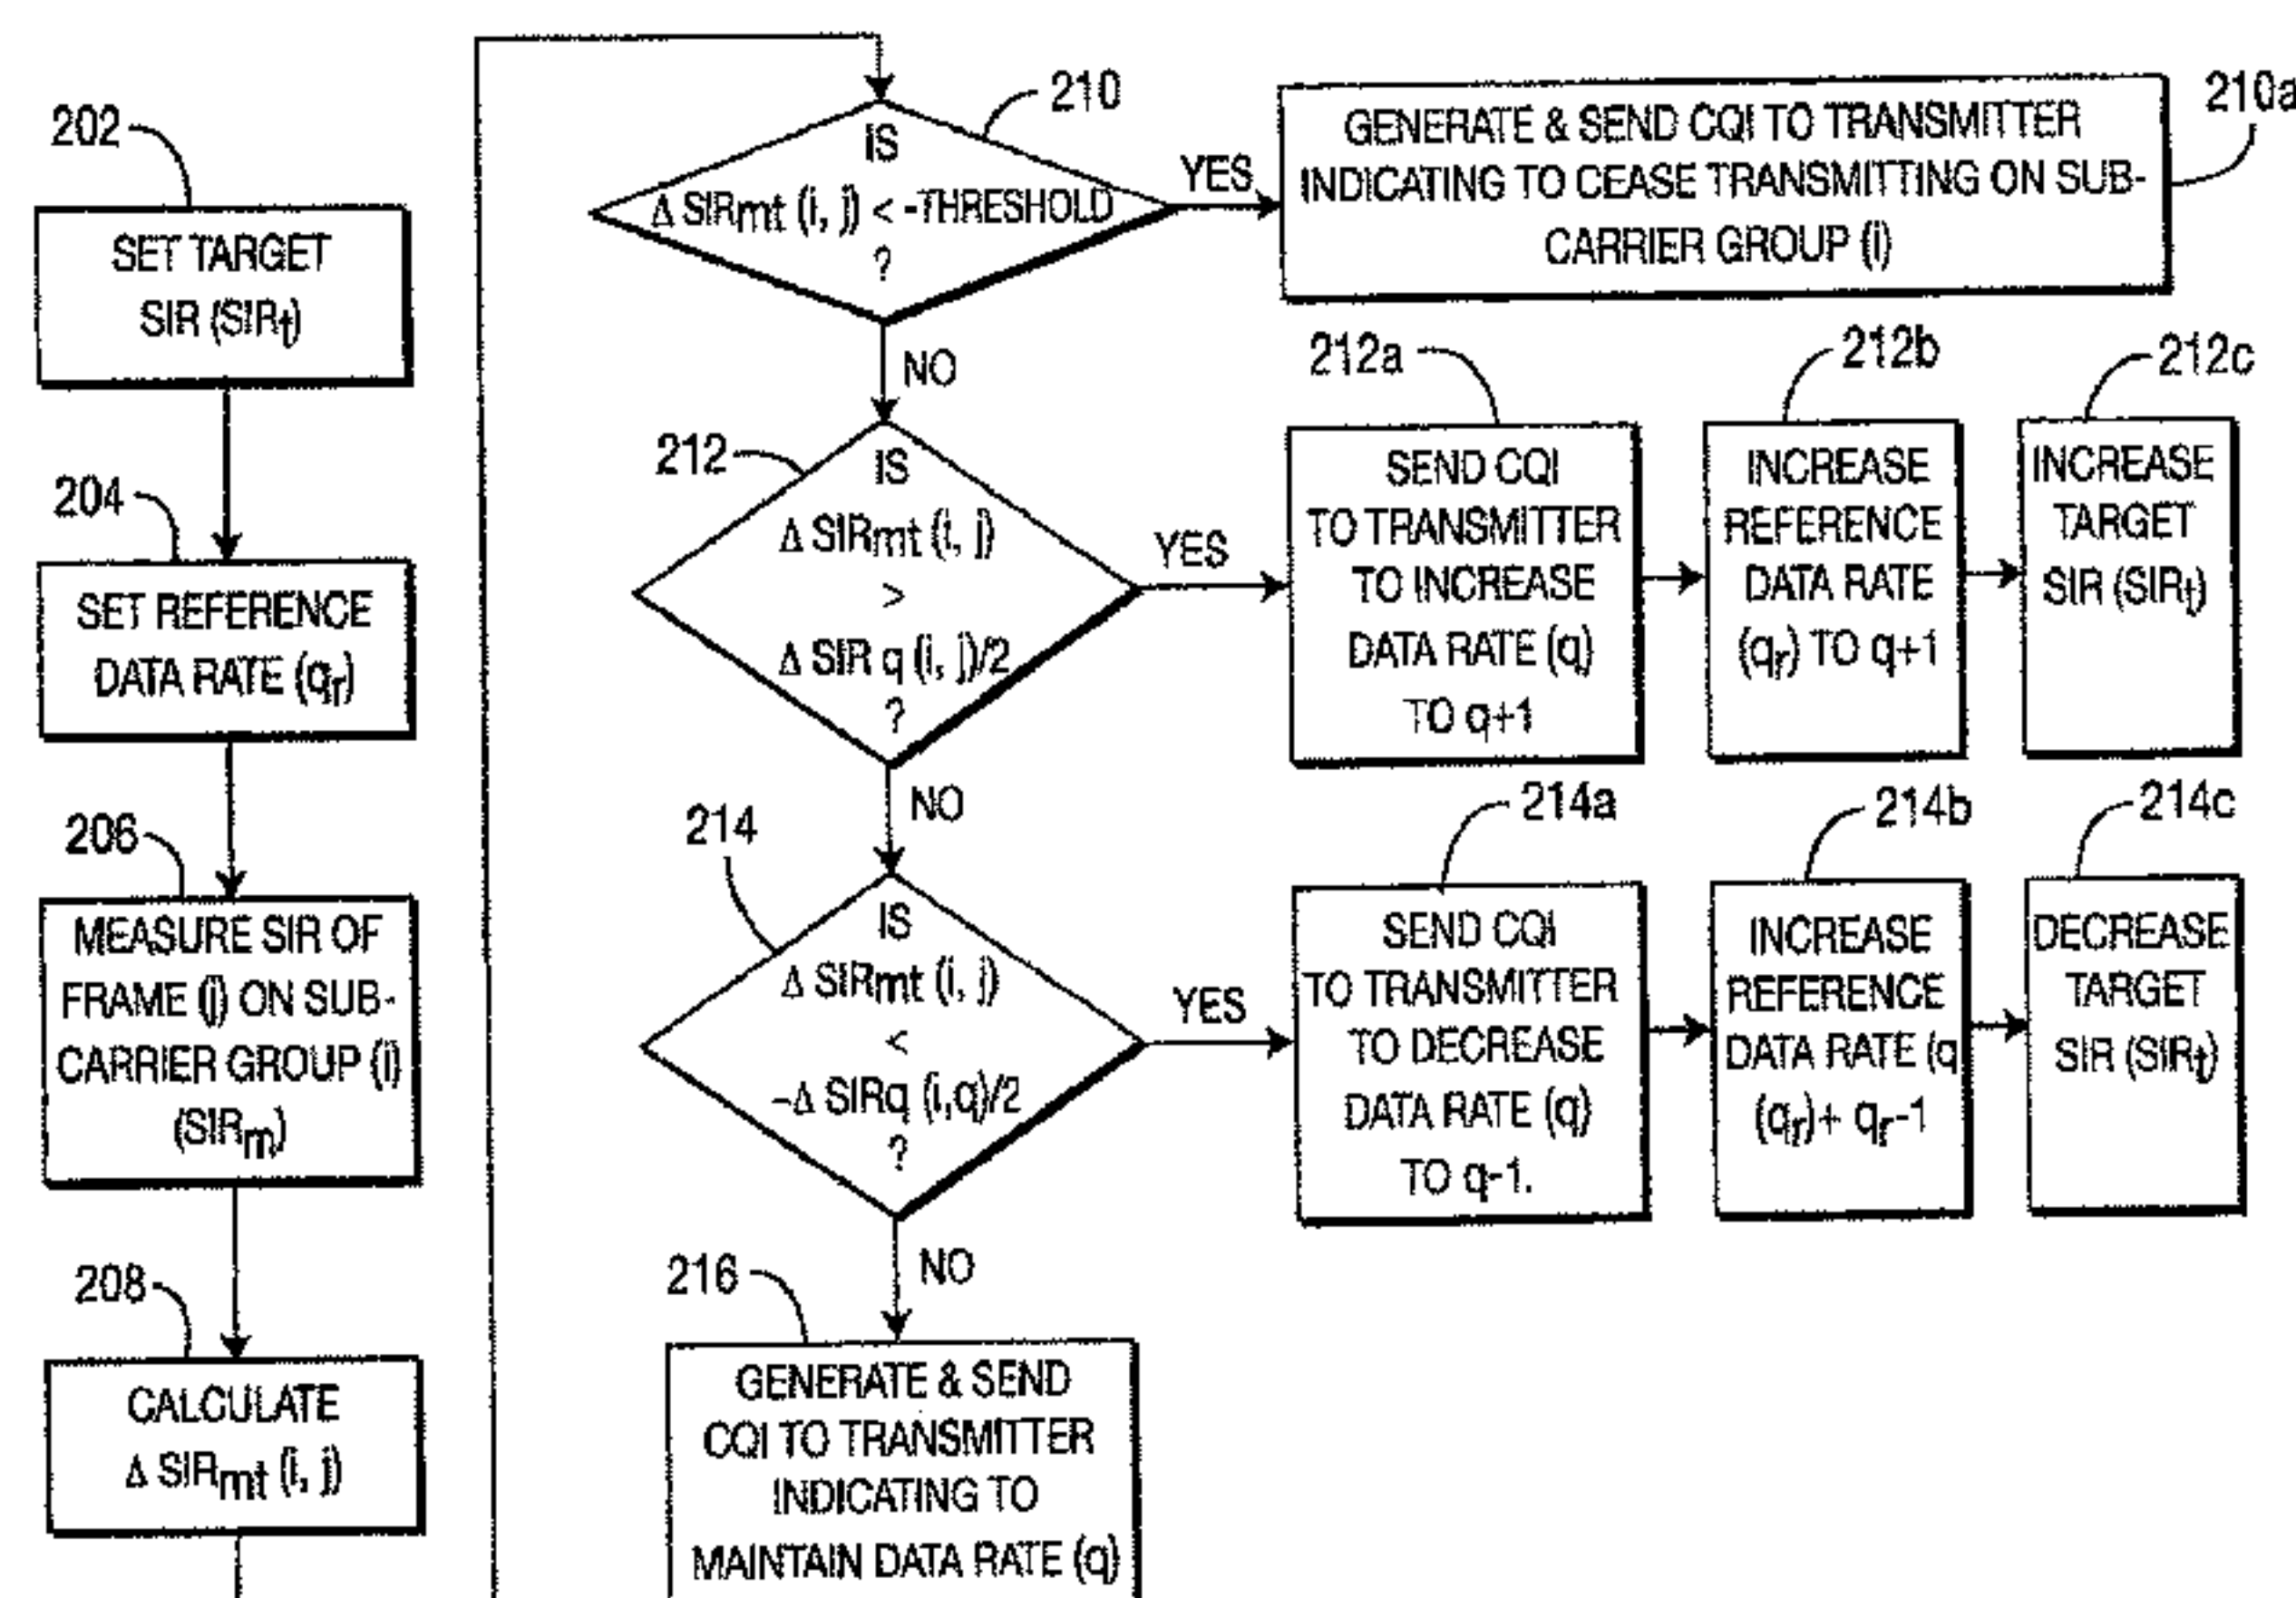 202
SET TARGET
SIR (SIRt)
204
SET REFERENCE
DATA RATE (qr)
206
MEASURE SIR OF
FRAME (j) ON SUB-
CARRIER GROUP (i)
(SIRm)
208
CALCULATE
Δ SIRmt (i, j)
210
IS
Δ SIRmt (i, j) < -THRESHOLD
?
YES
NO
210a
GENERATE & SEND CQI TO TRANSMITTER
INDICATING TO CEASE TRANSMITTING ON SUB-
CARRIER GROUP (i)
212
IS
Δ SIRmt (i, j)
>
Δ SIR q (i, j)/2
?
YES
NO
212a
SEND CQI
TO TRANSMITTER
TO INCREASE
DATA RATE (q)
TO q+1
212b
INCREASE
REFERENCE
DATA RATE
(qr) TO q+1
212c
INCREASE
TARGET
SIR (SIRt)
214
IS
Δ SIRmt (i, j)
<
-Δ SIRq (i,q)/2
?
YES
NO
214a
SEND CQI
TO TRANSMITTER
TO DECREASE
DATA RATE (q)
TO q-1.
214b
INCREASE
REFERENCE
DATA RATE (q
(qr)+ qr-1
214c
DECREASE
TARGET
SIR (SIRt)
216
GENERATE & SEND
CQI TO TRANSMITTER
INDICATING TO
MAINTAIN DATA RATE (q)